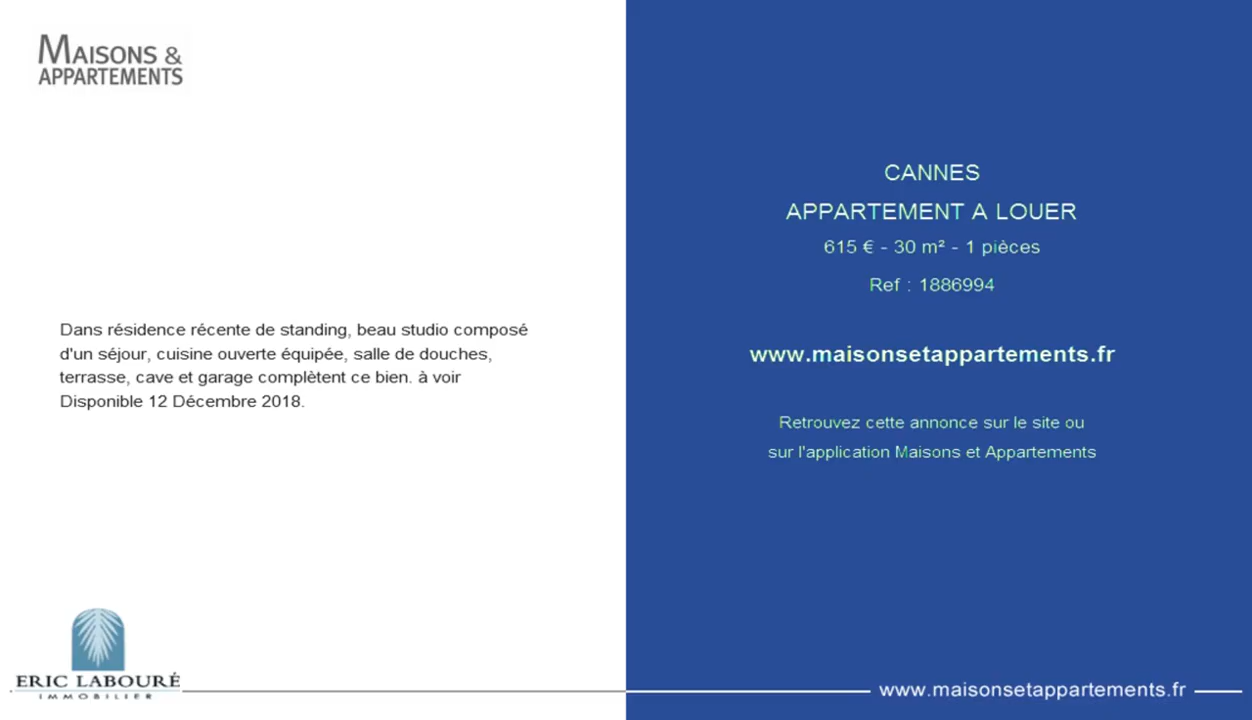 MAISONS &
APPARTEMENTS
Dans résidence récente de standing, beau studio composé
d'un séjour, cuisine ouverte équipée, salle de douches,
terrasse, cave et garage complètent ce bien. à voir
Disponible 12 Décembre 2018.
ERIC LABOURÉ
IMMOBILIER
CANNES
APPARTEMENT A LOUER
615 € - 30 m² - 1 pièces
Ref : 1886994
www.maisonsetappartements.fr
Retrouvez cette annonce sur le site ou
sur l'application Maisons et Appartements
www.maisonsetappartements.fr